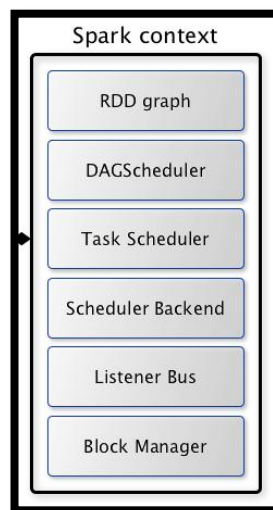 Spark context
RDD graph
DAGScheduler
Task Scheduler
Scheduler Backend
Listener Bus
Block Manager